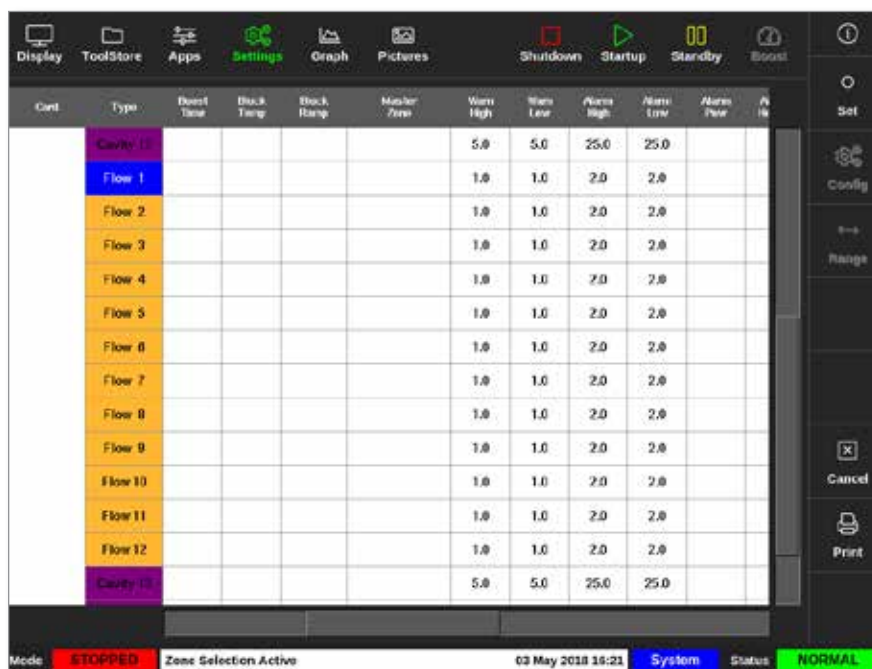 Display ToolStore Apps Settings Graph Pictures Shutdown Startup Standby Boost
Card Type Boost Time Block Temp Block Ramp Master Zone Warn High Warn Low Alarm High Alarm Low Alarm Pwr
Set
Config
Range
Cancel
Print
Cavity 5.0 5.0 25.0 25.0
Flow 1 1.0 1.0 2.0 2.0
Flow 2 1.0 1.0 2.0 2.0
Flow 3 1.0 1.0 2.0 2.0
Flow 4 1.0 1.0 2.0 2.0
Flow 5 1.0 1.0 2.0 2.0
Flow 6 1.0 1.0 2.0 2.0
Flow 7 1.0 1.0 2.0 2.0
Flow 8 1.0 1.0 2.0 2.0
Flow 9 1.0 1.0 2.0 2.0
Flow 10 1.0 1.0 2.0 2.0
Flow 11 1.0 1.0 2.0 2.0
Flow 12 1.0 1.0 2.0 2.0
Cavity 5.0 5.0 25.0 25.0
Mode STOPPED Zone Selection Active 03 May 2018 16:21 System Status NORMAL